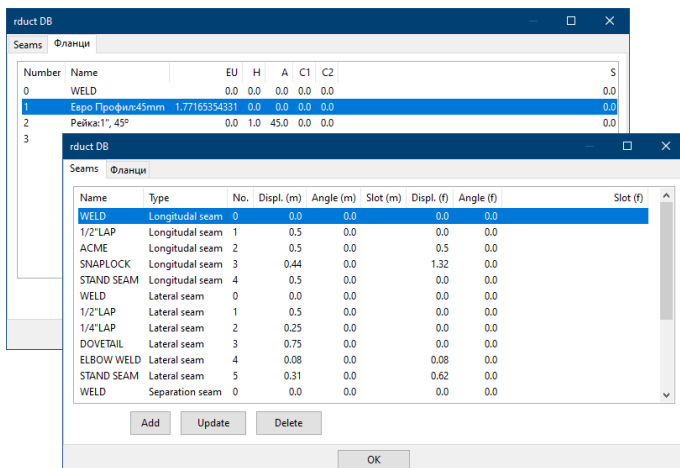 rduct DB
Seams Фланци
Number Name EU H A C1 C2 S
0 WELD 0.0 0.0 0.0 0.0 0.0 0.0
1 Евро Профил:45mm 1.77165354331 0.0 0.0 0.0 0.0 0.0
2 Рейка:1", 45º 0.0 1.0 45.0 0.0 0.0 0.0
3
rduct DB
Seams Фланци
Name Type No. Displ. (m) Angle (m) Slot (m) Displ. (f) Angle (f) Slot (f)
WELD Longitudal seam 0 0.0 0.0 0.0 0.0
1/2"LAP Longitudal seam 1 0.5 0.0 0.0 0.0
ACME Longitudal seam 2 0.5 0.0 0.5 0.0
SNAPLOCK Longitudal seam 3 0.44 0.0 1.32 0.0
STAND SEAM Longitudal seam 4 0.5 0.0 0.0 0.0
WELD Lateral seam 0 0.0 0.0 0.0 0.0
1/2"LAP Lateral seam 1 0.5 0.0 0.0 0.0
1/4"LAP Lateral seam 2 0.25 0.0 0.0 0.0
DOVETAIL Lateral seam 3 0.75 0.0 0.0 0.0
ELBOW WELD Lateral seam 4 0.08 0.0 0.08 0.0
STAND SEAM Lateral seam 5 0.31 0.0 0.62 0.0
WELD Separation seam 0 0.0 0.0 0.0 0.0
Add Update Delete
OK